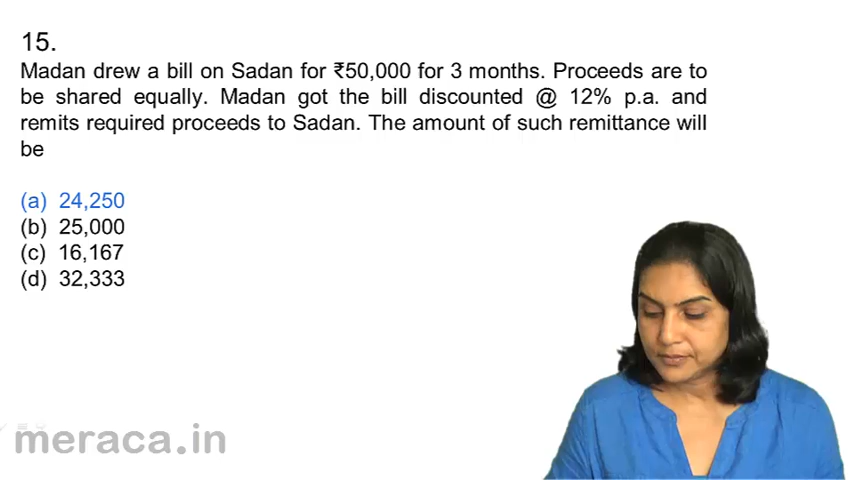 15.
Madan drew a bill on Sadan for ₹50,000 for 3 months. Proceeds are to
be shared equally. Madan got the bill discounted @ 12% p.a. and
remits required proceeds to Sadan. The amount of such remittance will
be
(a) 24,250
(b) 25,000
(c) 16,167
(d) 32,333
meraca.in